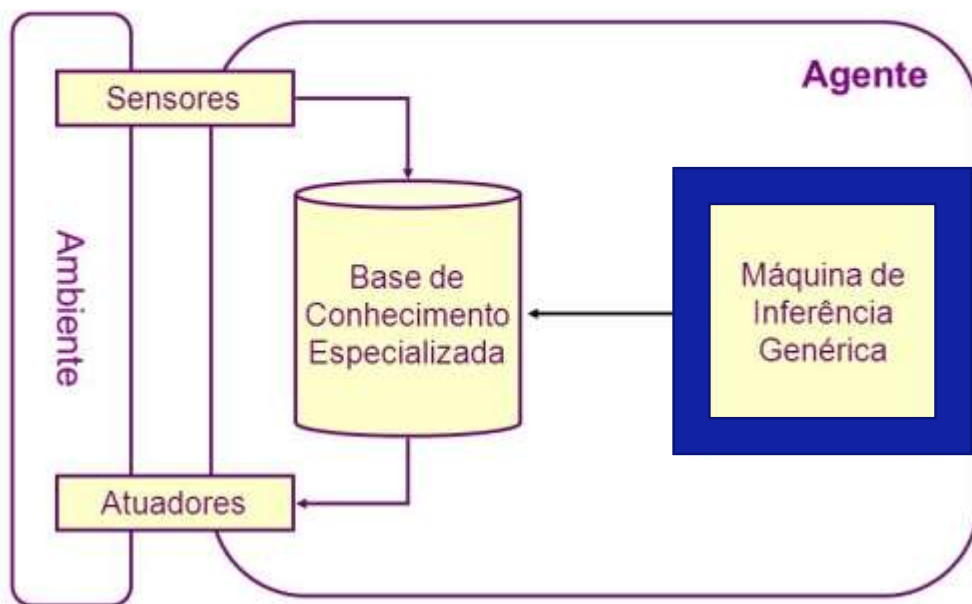 Agente
Sensores
Ambiente
Base de
Conhecimento
Especializada
Máquina de
Inferência
Genérica
Atuadores